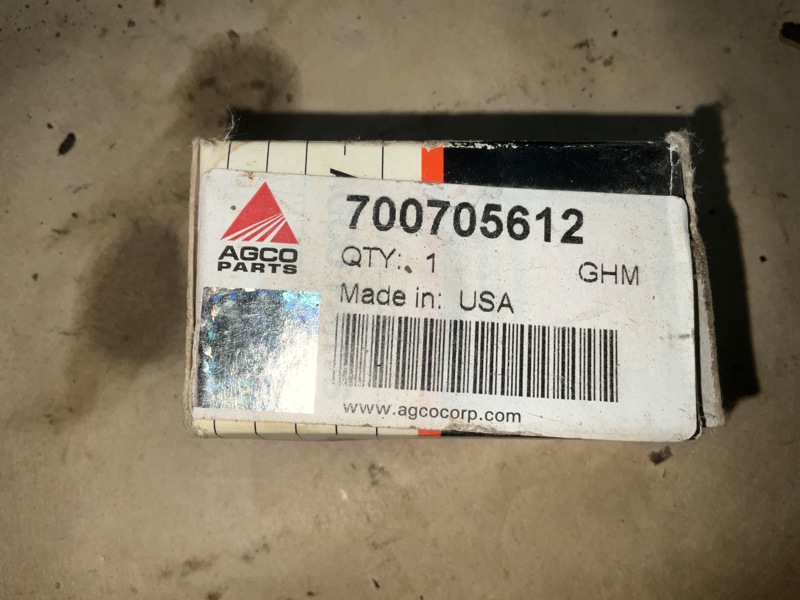 700705612
AGCO
PARTS
QTY: 1
GHM
Made in: USA
www.agcocorp.com